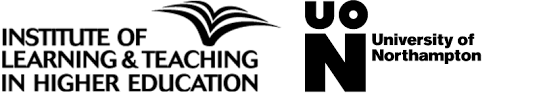 INSTITUTE OF
LEARNING & TEACHING
IN HIGHER EDUCATION
UO
N
University of
Northampton